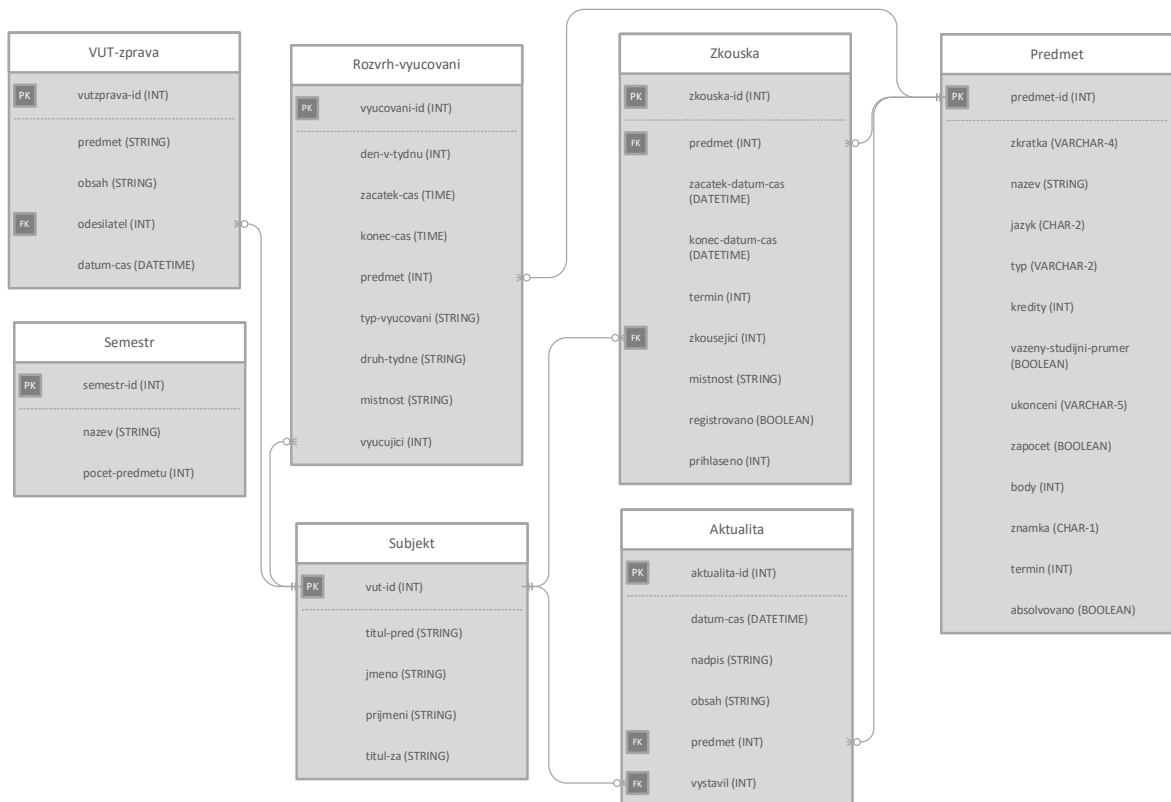 VUT-zprava
PK vutzprava-id (INT)
predmet (STRING)
obsah (STRING)
FK odesilatel (INT)
datum-cas (DATETIME)
Semestr
PK semestr-id (INT)
nazev (STRING)
pocet-predmetu (INT)
Rozvrh-vyucovani
PK vyucovani-id (INT)
den-v-tydnu (INT)
zacatek-cas (TIME)
konec-cas (TIME)
predmet (INT)
typ-vyucovani (STRING)
druh-tydne (STRING)
mistnost (STRING)
vyucujici (INT)
Subjekt
PK vut-id (INT)
titul-pred (STRING)
jmeno (STRING)
prijmeni (STRING)
titul-za (STRING)
Zkouska
PK zkouska-id (INT)
FK predmet (INT)
zacatek-datum-cas
(DATETIME)
konec-datum-cas
(DATETIME)
termin (INT)
FK zkousejici (INT)
mistnost (STRING)
registrovano (BOOLEAN)
prihlaseno (INT)
Aktualita
PK aktualita-id (INT)
datum-cas (DATETIME)
nadpis (STRING)
obsah (STRING)
FK predmet (INT)
FK vystavil (INT)
Predmet
PK predmet-id (INT)
zkratka (VARCHAR-4)
nazev (STRING)
jazyk (CHAR-2)
typ (VARCHAR-2)
kredity (INT)
vazeny-studijni-prumer
(BOOLEAN)
ukonceni (VARCHAR-5)
zapocet (BOOLEAN)
body (INT)
znamka (CHAR-1)
termin (INT)
absolvovano (BOOLEAN)